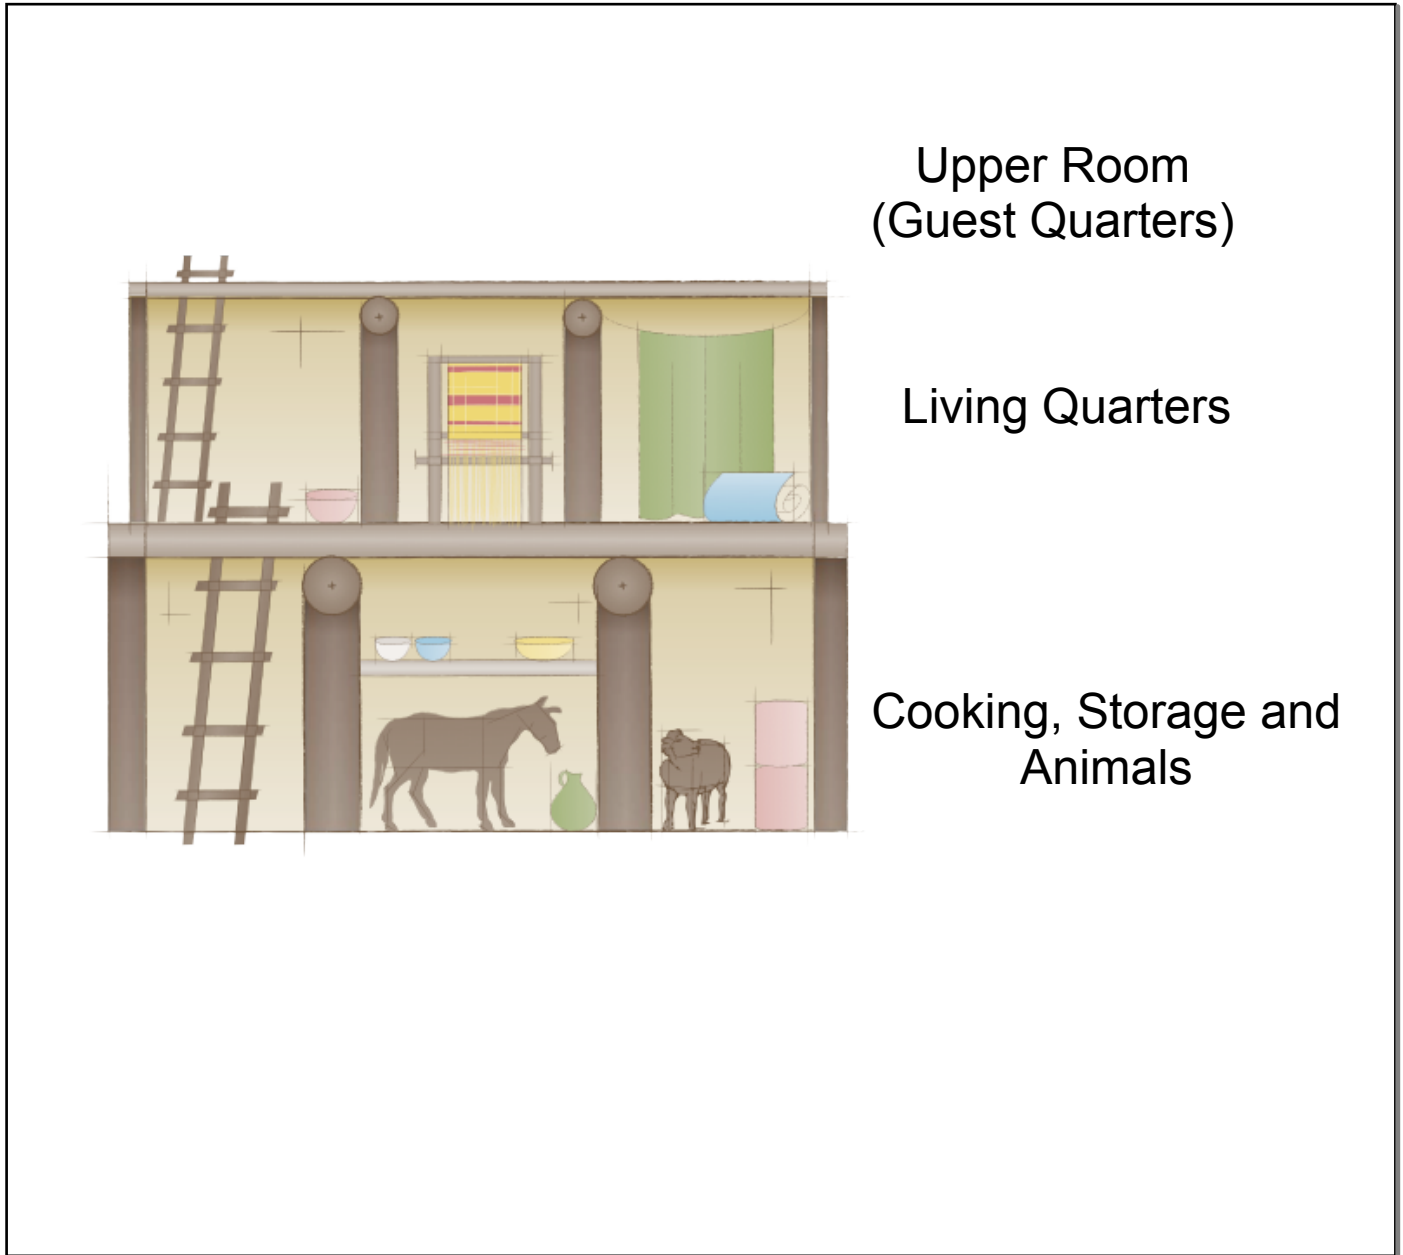 Upper Room
(Guest Quarters)
Living Quarters
Cooking, Storage and
Animals